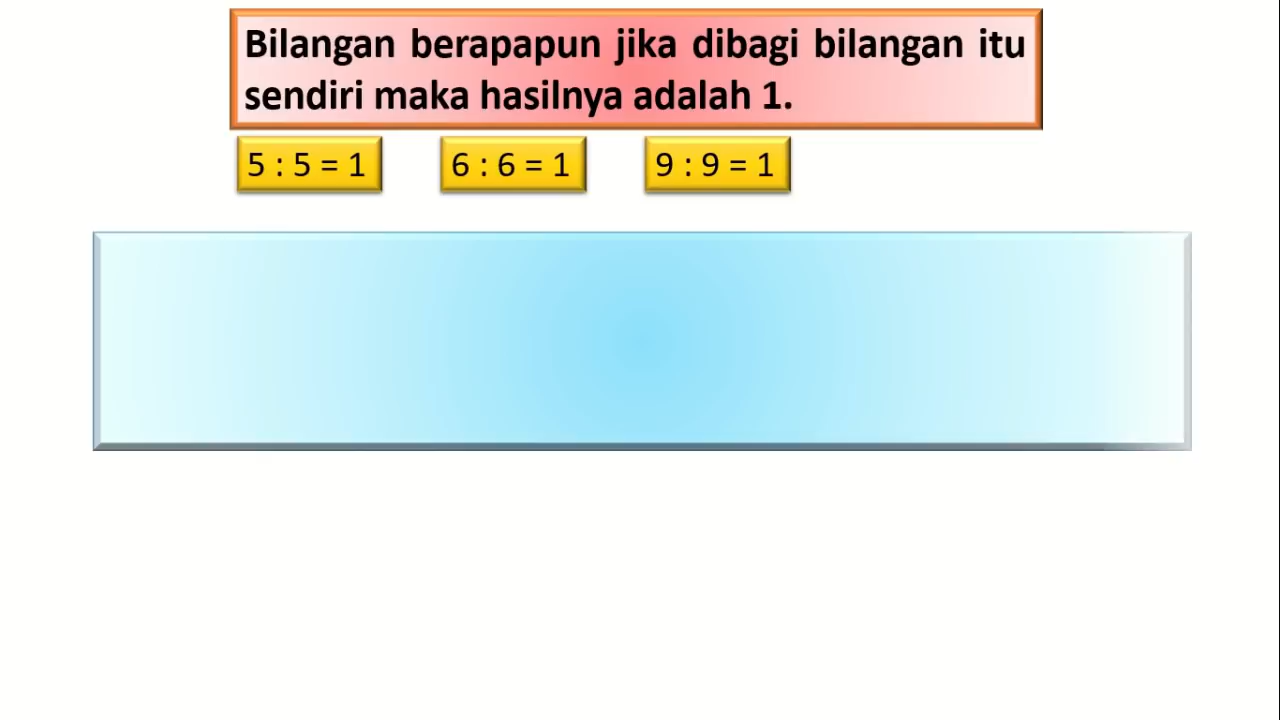 Bilangan berapapun jika dibagi bilangan itu
sendiri maka hasilnya adalah 1.
5 : 5 = 1 6 : 6 = 1 9 : 9 = 1